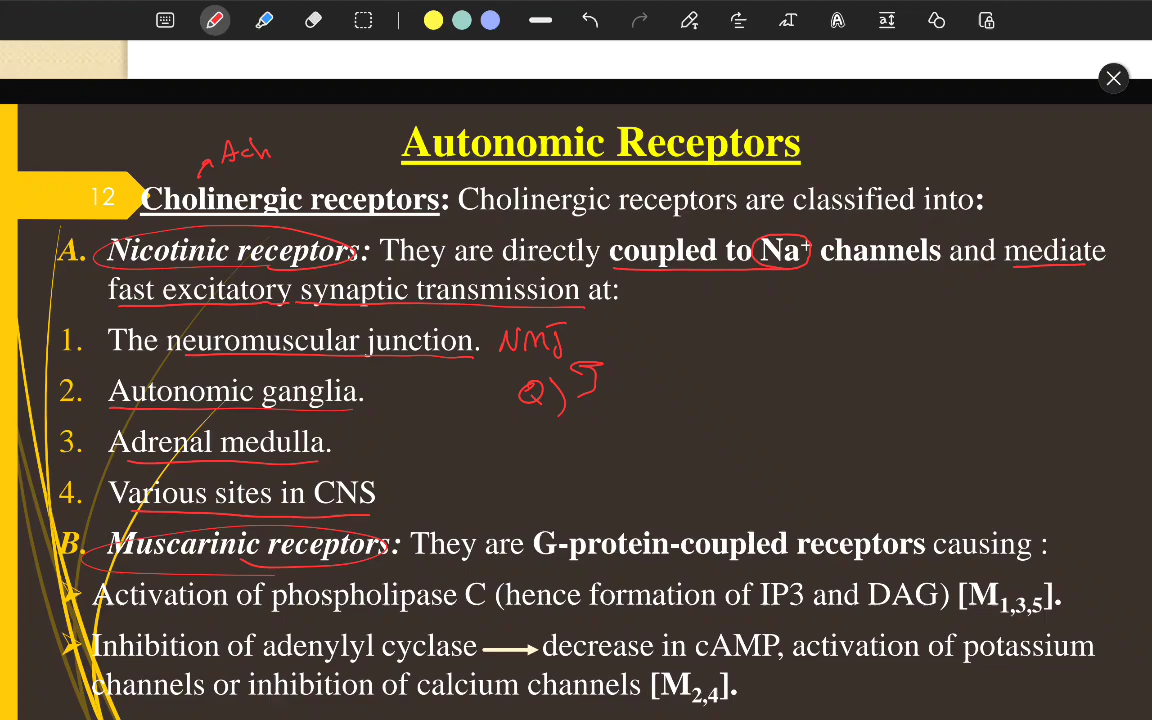 Autonomic Receptors
Ach
12
Cholinergic receptors: Cholinergic receptors are classified into:
A. Nicotinic receptors: They are directly coupled to Na⁺ channels and mediate
fast excitatory synaptic transmission at:
1. The neuromuscular junction. NMJ
2. Autonomic ganglia.
3. Adrenal medulla.
4. Various sites in CNS
B. Muscarinic receptors: They are G-protein-coupled receptors causing :
Activation of phospholipase C (hence formation of IP3 and DAG) [M1,3,5].
Inhibition of adenylyl cyclase → decrease in cAMP, activation of potassium
channels or inhibition of calcium channels [M2,4].